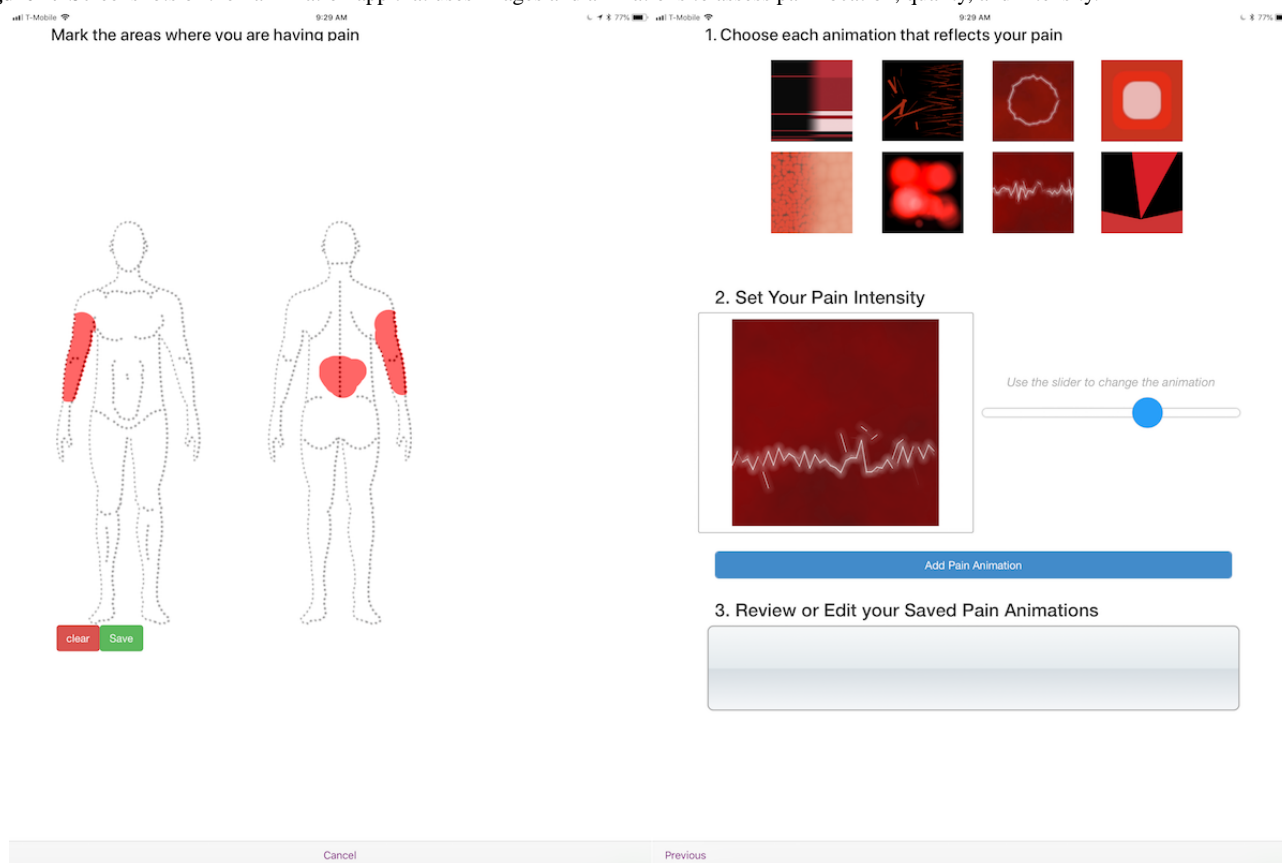 T-Mobile 9:29 AM 77%
Mark the areas where you are having pain
clear Save
Cancel
T-Mobile 9:29 AM 77%
1. Choose each animation that reflects your pain
2. Set Your Pain Intensity
Use the slider to change the animation
Add Pain Animation
3. Review or Edit your Saved Pain Animations
Previous